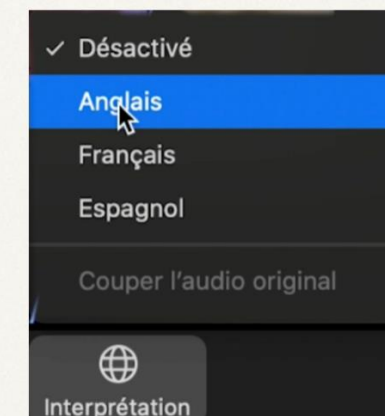 ✓ Désactivé
Anglais
Français
Espagnol
Couper l’audio original
Interprétation